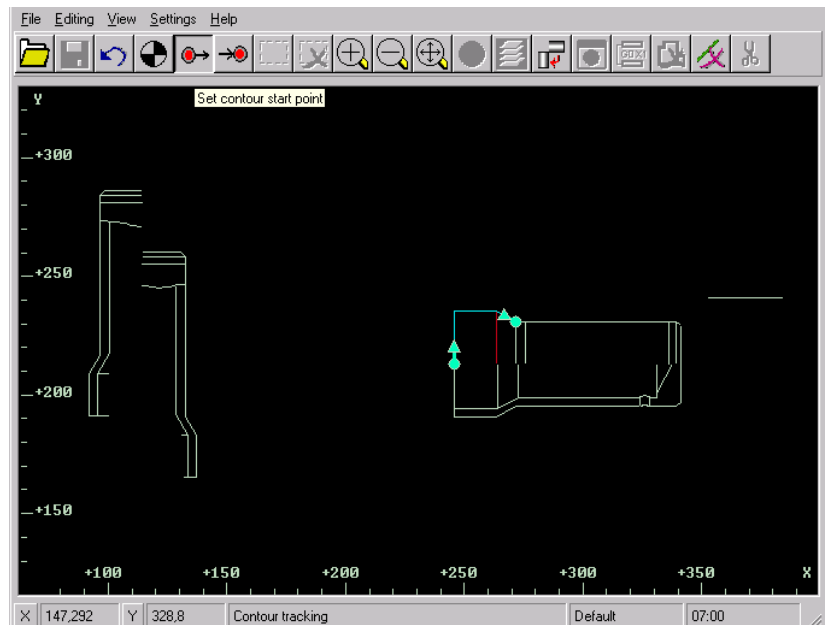 File Editing View Settings Help
G0X1
Set contour start point
Y
+300
+250
+200
+150
+100 +150 +200 +250 +300 +350 X
X 147,292 Y 328,8 Contour tracking Default 07:00